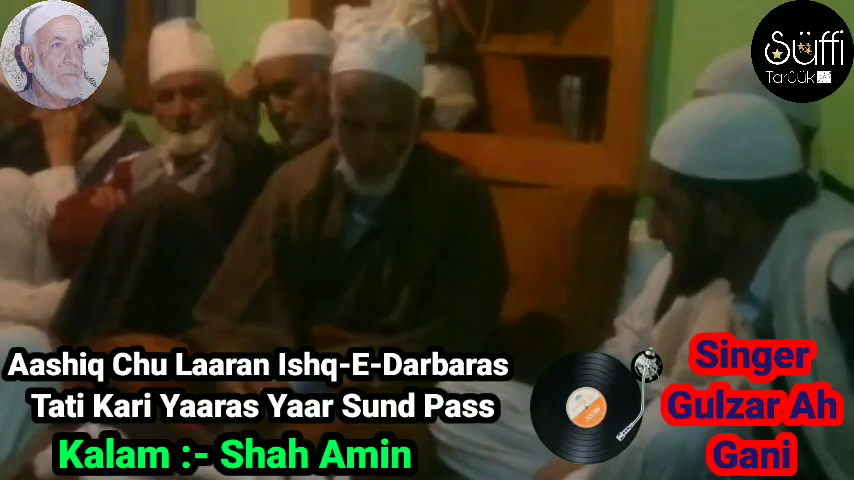 Süffi
Aashiq Chu Laaran Ishq-E-Darbaras
Tati Kari Yaaras Yaar Sund Pass
Kalam :- Shah Amin
Singer
Gulzar Ah
Gani
MUSIC